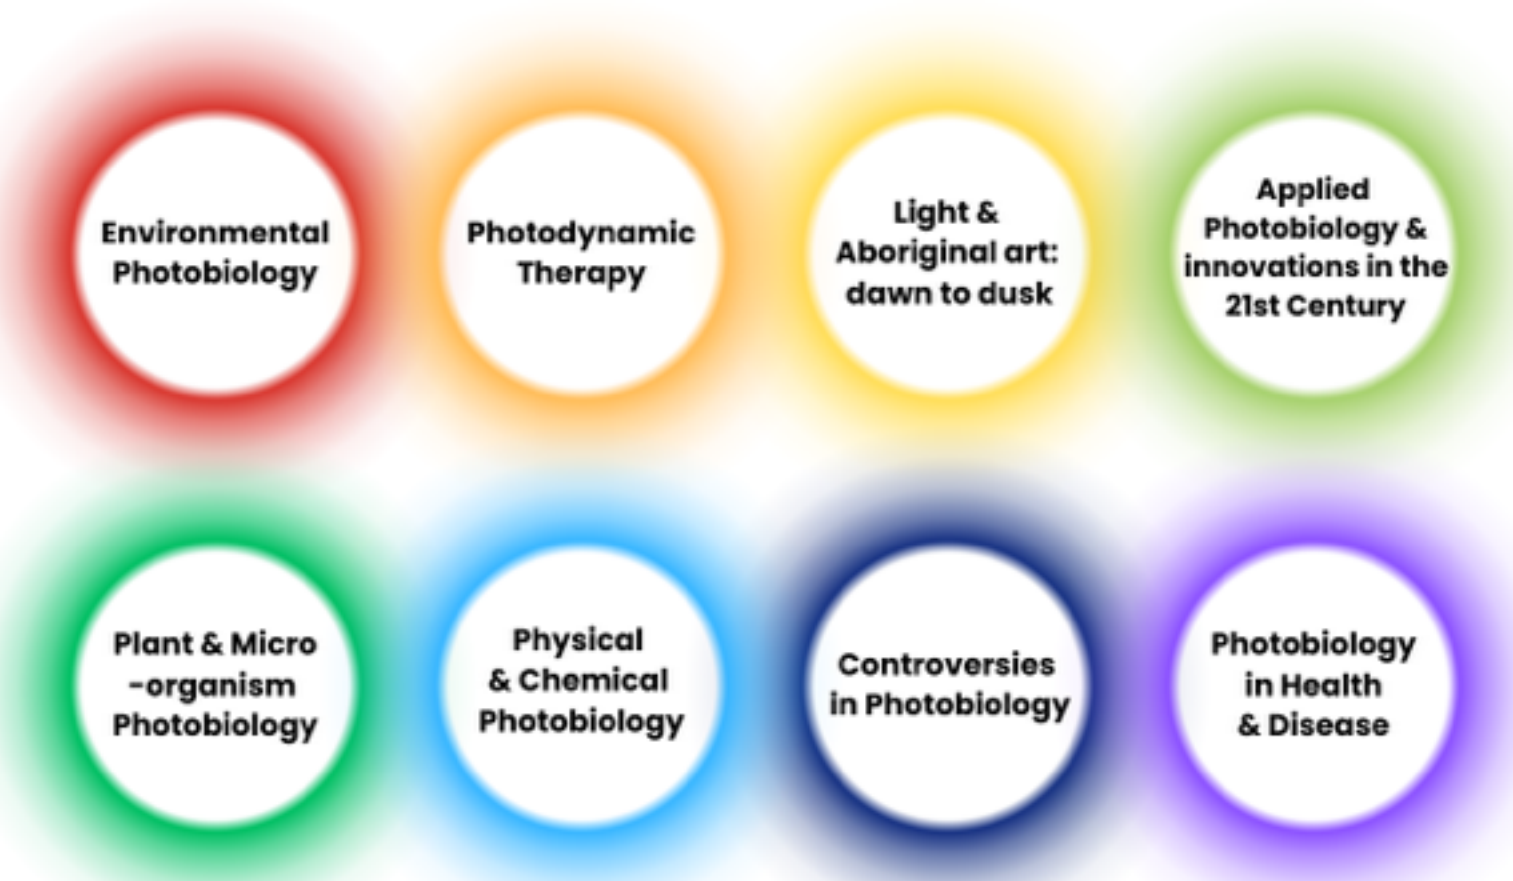 Environmental
Photobiology
Photodynamic
Therapy
Light &
Aboriginal art:
dawn to dusk
Applied
Photobiology &
innovations in the
21st Century
Plant & Micro
-organism
Photobiology
Physical
& Chemical
Photobiology
Controversies
in Photobiology
Photobiology
in Health
& Disease